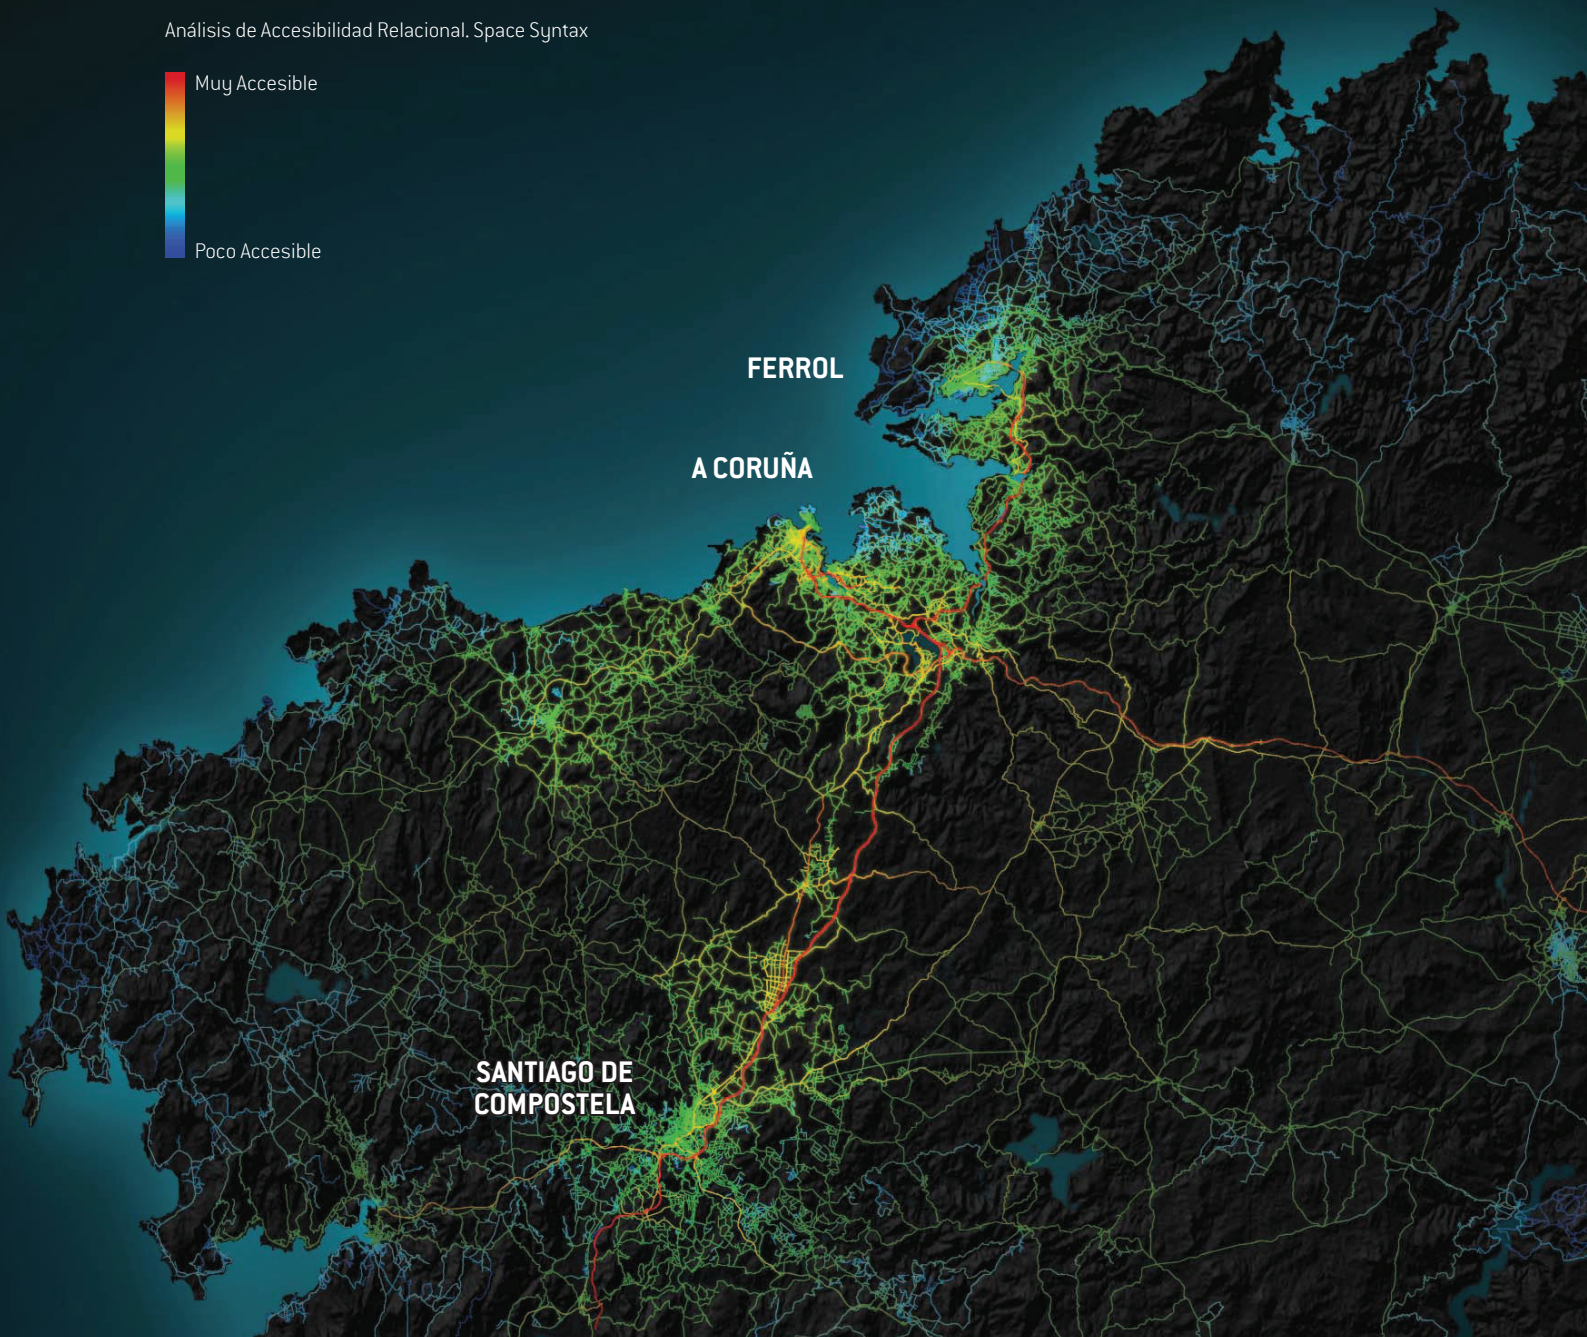 Análisis de Accesibilidad Relacional. Space Syntax
Muy Accesible
Poco Accesible
FERROL
A CORUÑA
SANTIAGO DE
COMPOSTELA